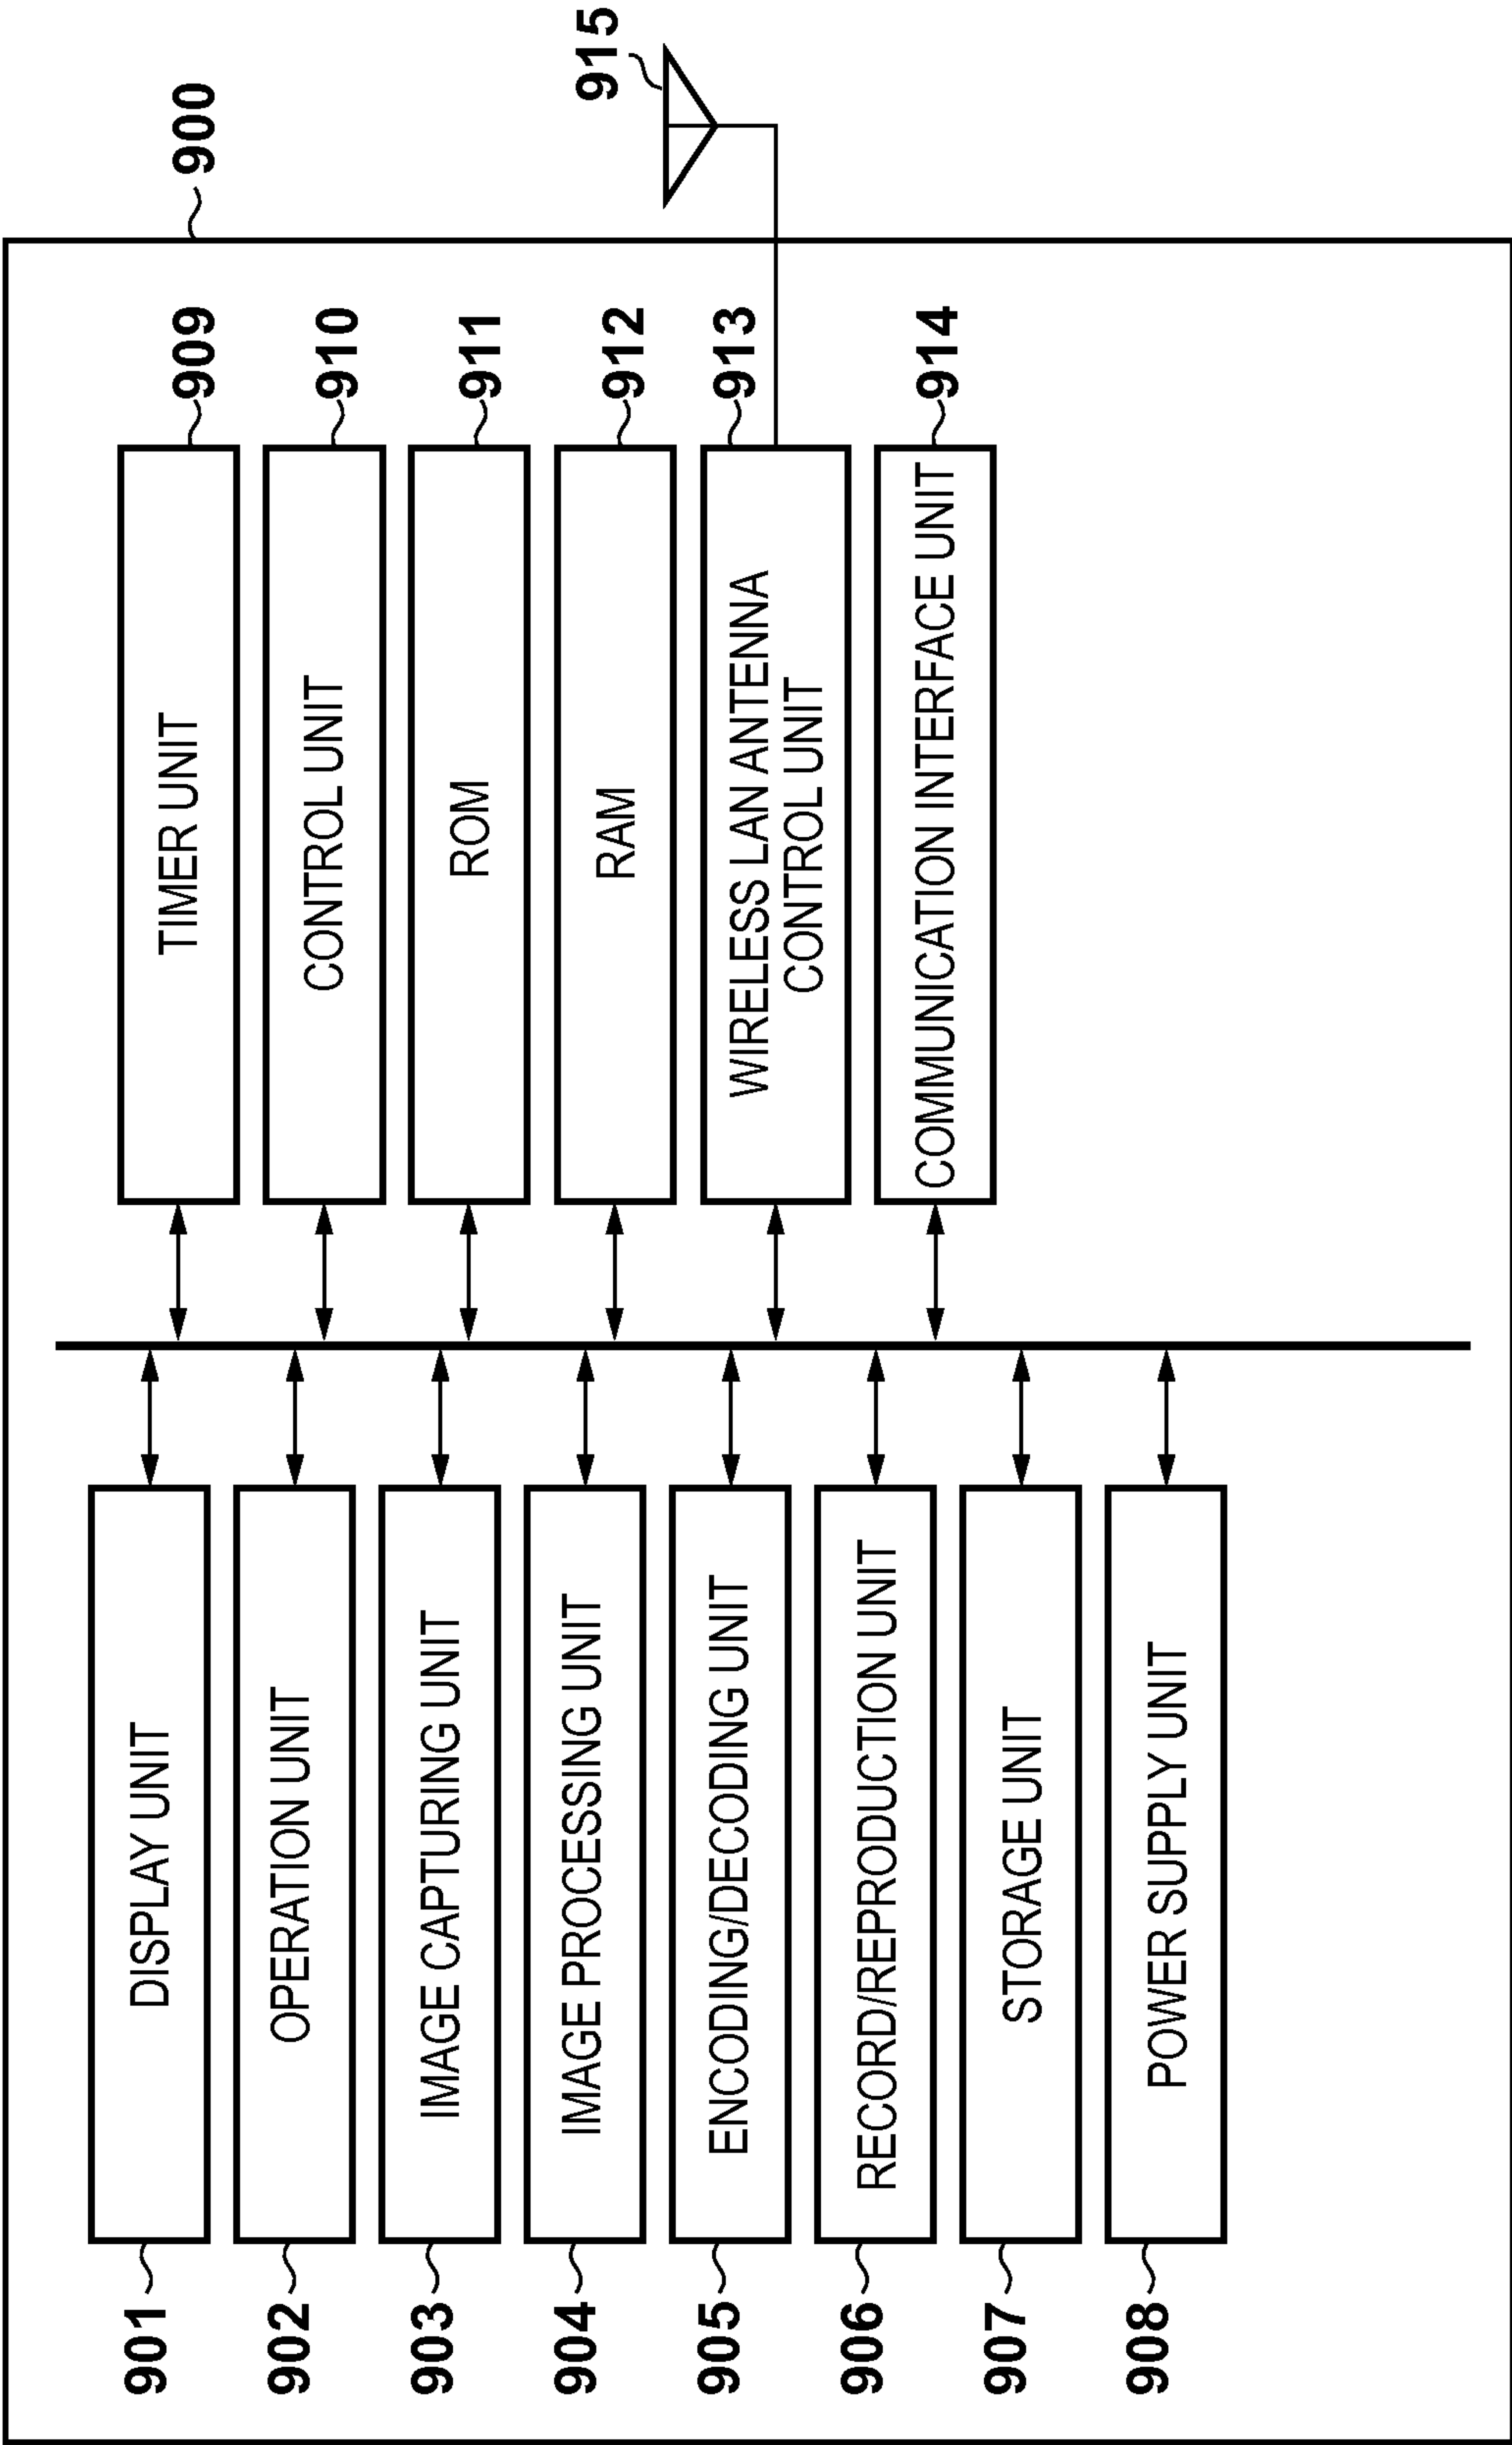 900
901
DISPLAY UNIT
902
OPERATION UNIT
903
IMAGE CAPTURING UNIT
904
IMAGE PROCESSING UNIT
905
ENCODING/DECODING UNIT
906
RECORD/REPRODUCTION UNIT
907
STORAGE UNIT
908
POWER SUPPLY UNIT
TIMER UNIT
909
CONTROL UNIT
910
ROM
911
RAM
912
WIRELESS LAN ANTENNA
CONTROL UNIT
913
COMMUNICATION INTERFACE UNIT
914
915